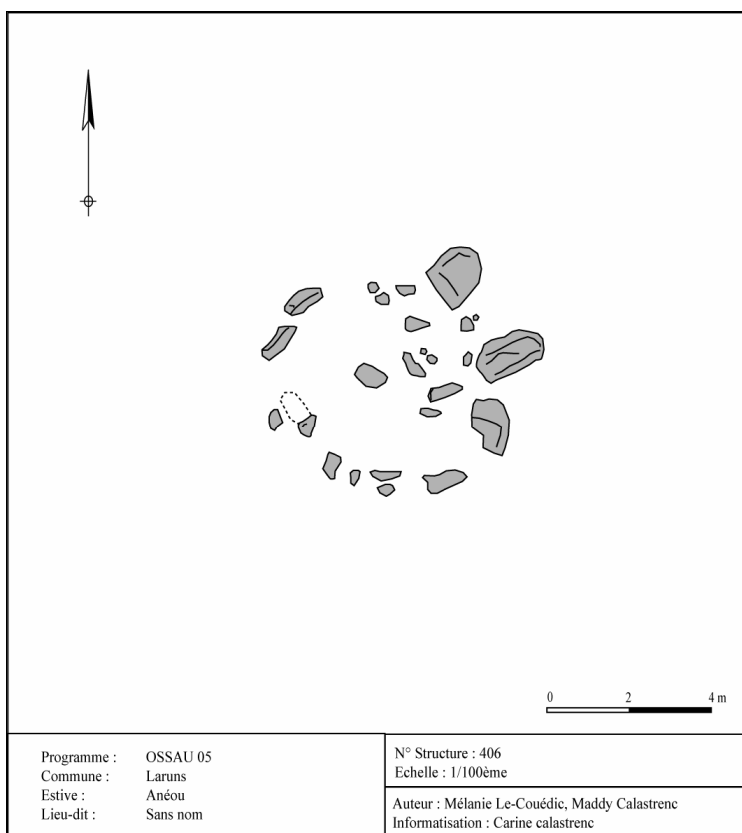 0 2 4 m
Programme : OSSAU 05
Commune : Laruns
Estive : Anéou
Lieu-dit : Sans nom
N° Structure : 406
Echelle : 1/100ème
Auteur : Mélanie Le-Couédic, Maddy Calastrenc
Informatisation : Carine calastrenc